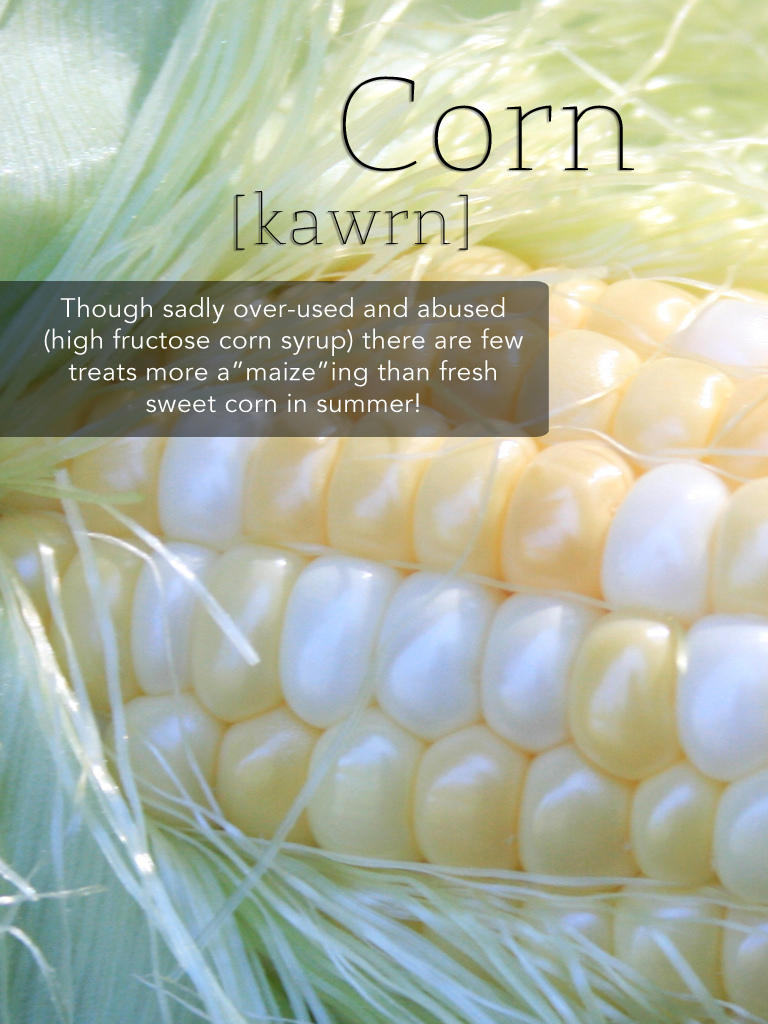 Corn
[kawrn]
Though sadly over-used and abused
(high fructose corn syrup) there are few
treats more a”maize”ing than fresh
sweet corn in summer!